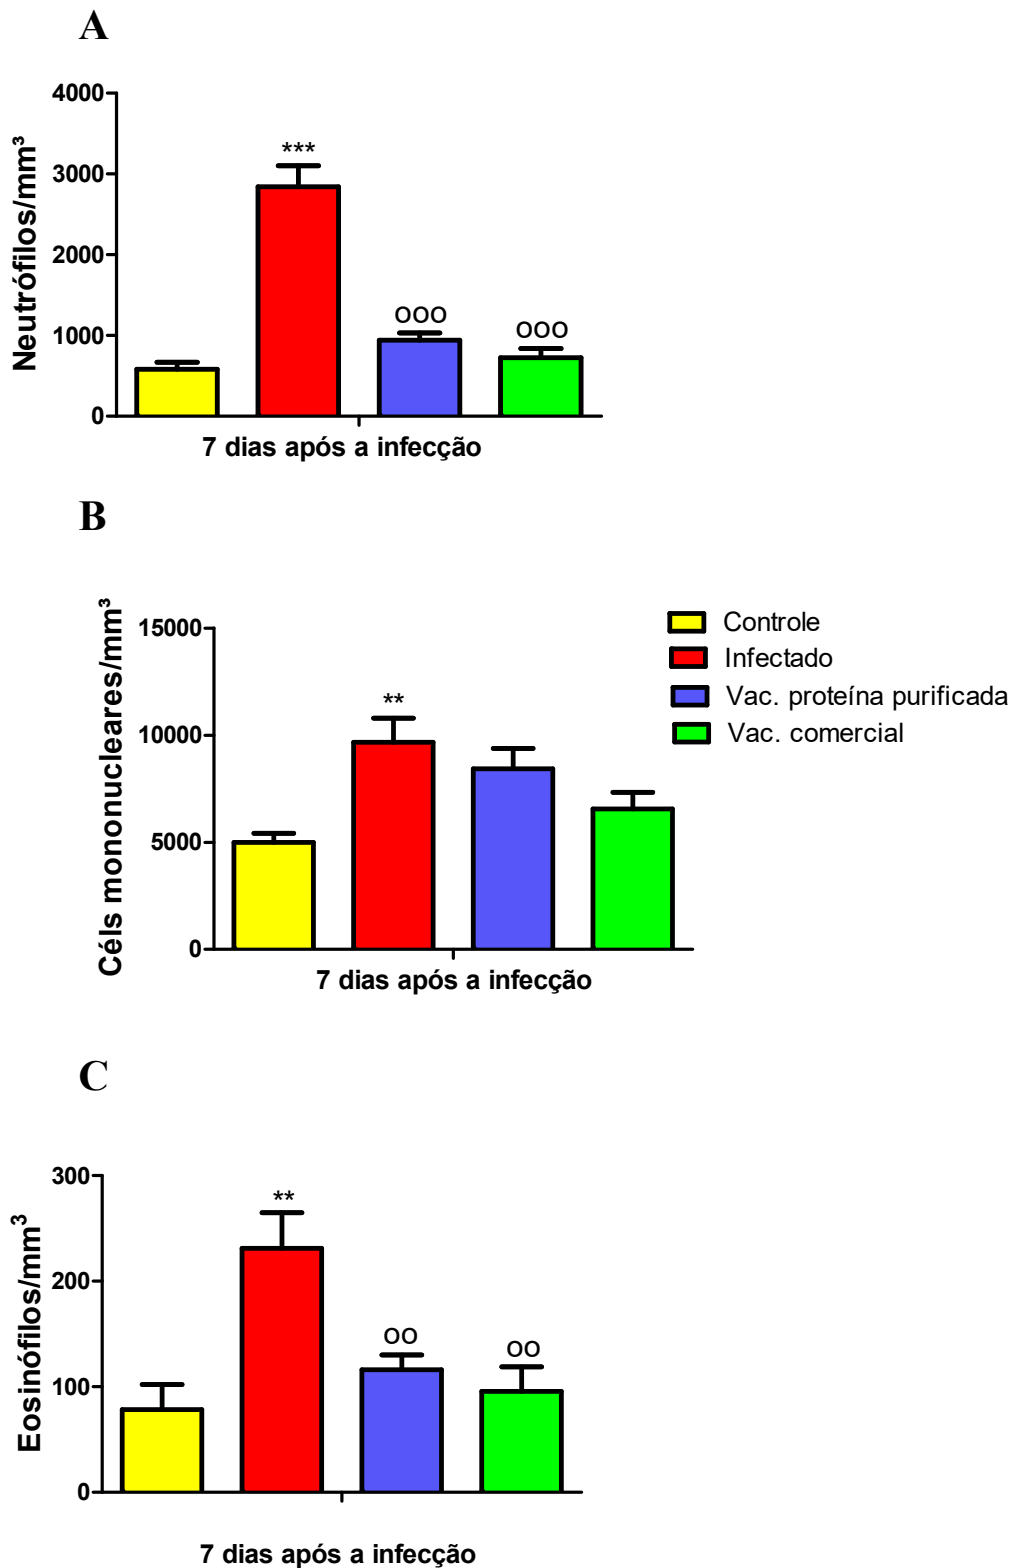 A
Neutrófilos/mm³
4000
3000
2000
1000
0
***
ooo
ooo
7 dias após a infecção
B
Céls mononucleares/mm³
15000
10000
5000
0
**
7 dias após a infecção
Controle
Infectado
Vac. proteína purificada
Vac. comercial
C
Eosinófilos/mm³
300
200
100
0
**
oo
oo
7 dias após a infecção